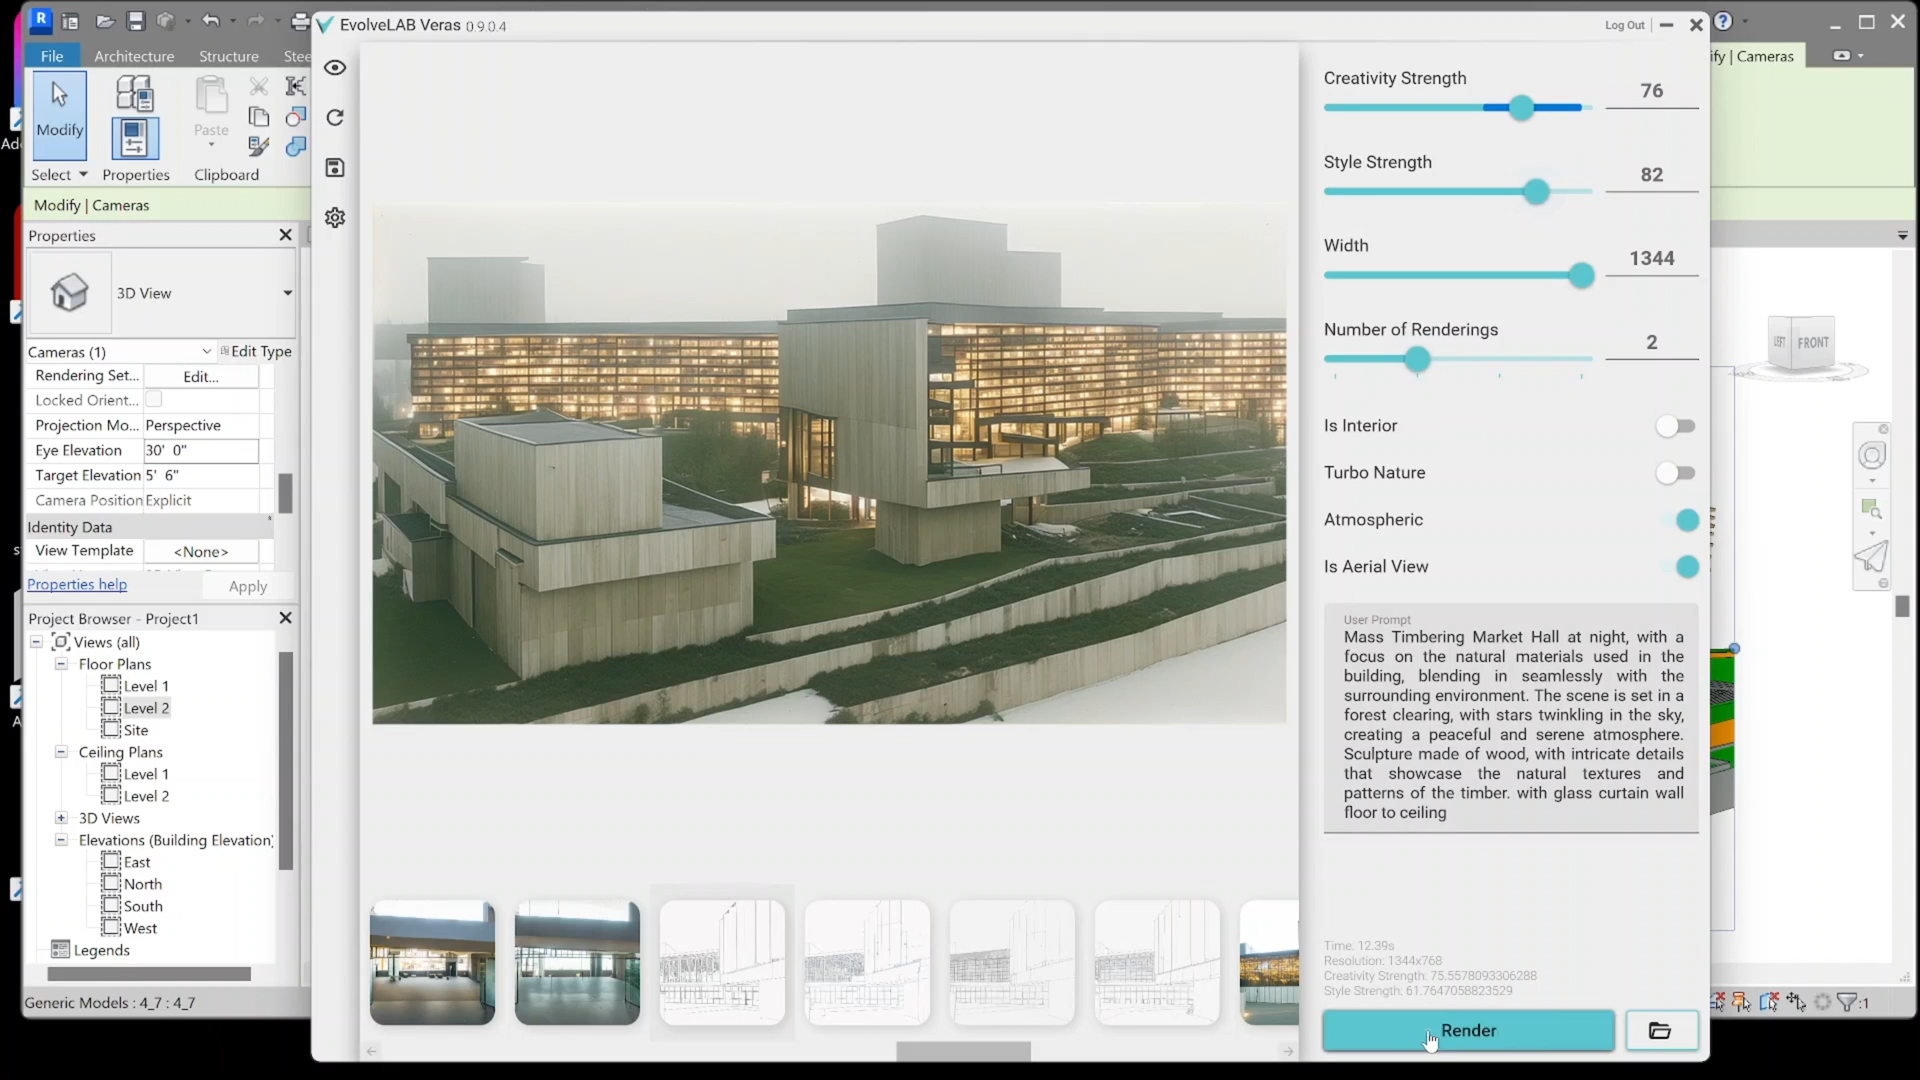 R
EvolveLAB Veras 0.9.0.4
Log Out
File
Architecture
Structure
Stee
ify | Cameras
Modify
Paste
Select
Properties
Clipboard
Modify | Cameras
Properties
3D View
Cameras (1)
Edit Type
Rendering Set...
Edit...
Locked Orient...
Projection Mo...
Perspective
Eye Elevation
30' 0"
Target Elevation
5' 6"
Camera Position
Explicit
Identity Data
View Template
<None>
Properties help
Apply
Project Browser - Project1
Views (all)
Floor Plans
Level 1
Level 2
Site
Ceiling Plans
Level 1
Level 2
3D Views
Elevations (Building Elevation)
East
North
South
West
Legends
Generic Models : 4_7 : 4_7
Creativity Strength
76
Style Strength
82
Width
1344
Number of Renderings
2
Is Interior
Turbo Nature
Atmospheric
Is Aerial View
User Prompt
Mass Timbering Market Hall at night, with a
focus on the natural materials used in the
building, blending in seamlessly with the
surrounding environment. The scene is set in a
forest clearing, with stars twinkling in the sky,
creating a peaceful and serene atmosphere.
Sculpture made of wood, with intricate details
that showcase the natural textures and
patterns of the timber. with glass curtain wall
floor to ceiling
Time: 12.39s
Resolution: 1344x768
Creativity Strength: 75.5578093306288
Style Strength: 61.7647058823529
Render
LEFT
FRONT
:1